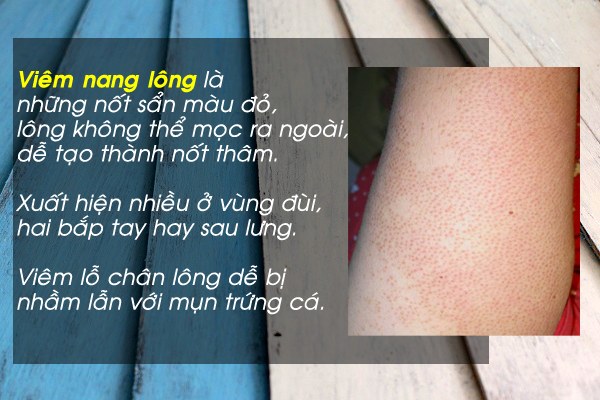 Viêm nang lông là
những nốt sẩn màu đỏ,
lông không thể mọc ra ngoài,
dễ tạo thành nốt thâm.
Xuất hiện nhiều ở vùng đùi,
hai bắp tay hay sau lưng.
Viêm lỗ chân lông dễ bị
nhầm lẫn với mụn trứng cá.